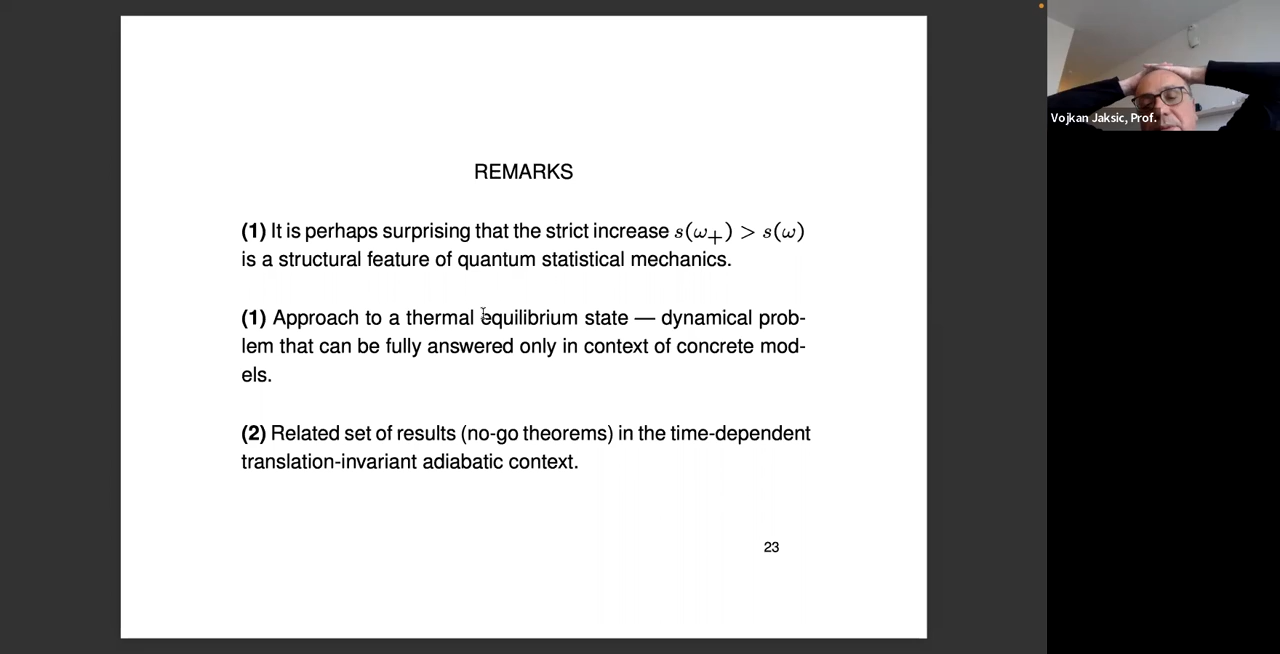 REMARKS
(1) It is perhaps surprising that the strict increase s(ω₊) > s(ω)
is a structural feature of quantum statistical mechanics.
(1) Approach to a thermal equilibrium state — dynamical prob-
lem that can be fully answered only in context of concrete mod-
els.
(2) Related set of results (no-go theorems) in the time-dependent
translation-invariant adiabatic context.
23
Vojkan Jaksic, Prof.